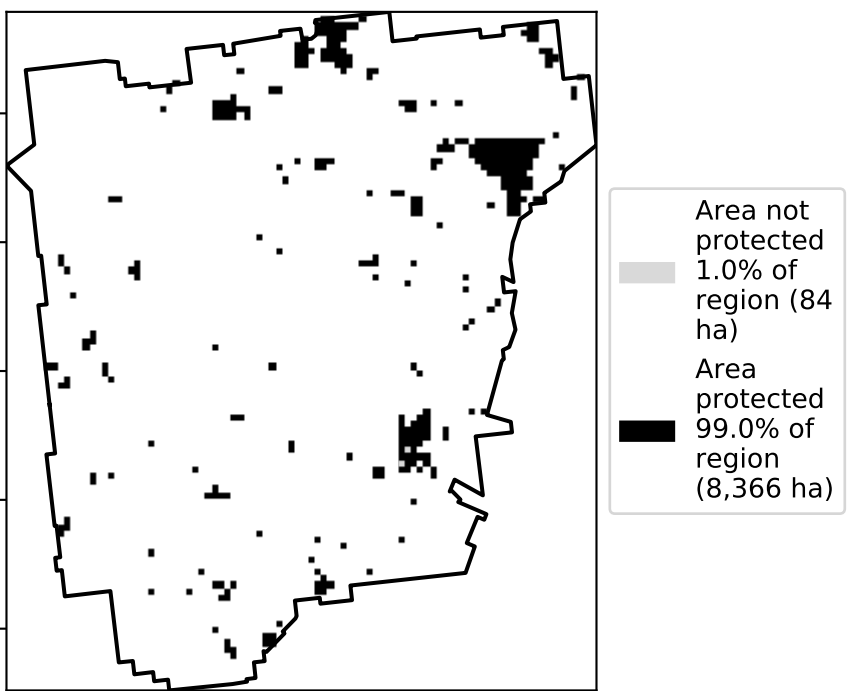 Area not
protected
1.0% of
region (84
ha)
Area
protected
99.0% of
region
(8,366 ha)